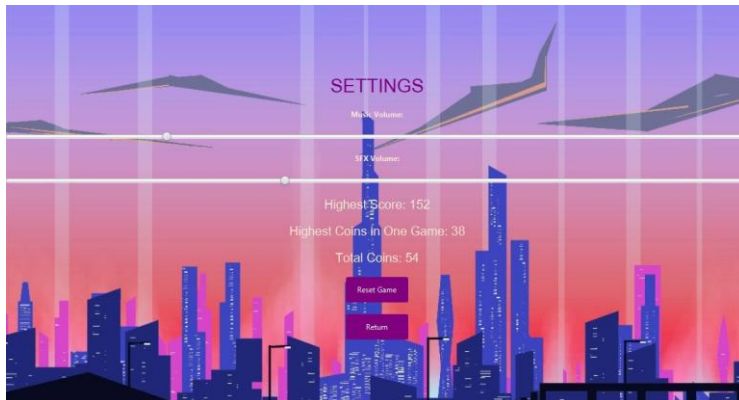 SETTINGS
Music Volume:
SFX Volume:
Highest Score: 152
Highest Coins in One Game: 38
Total Coins: 54
Reset Game
Return